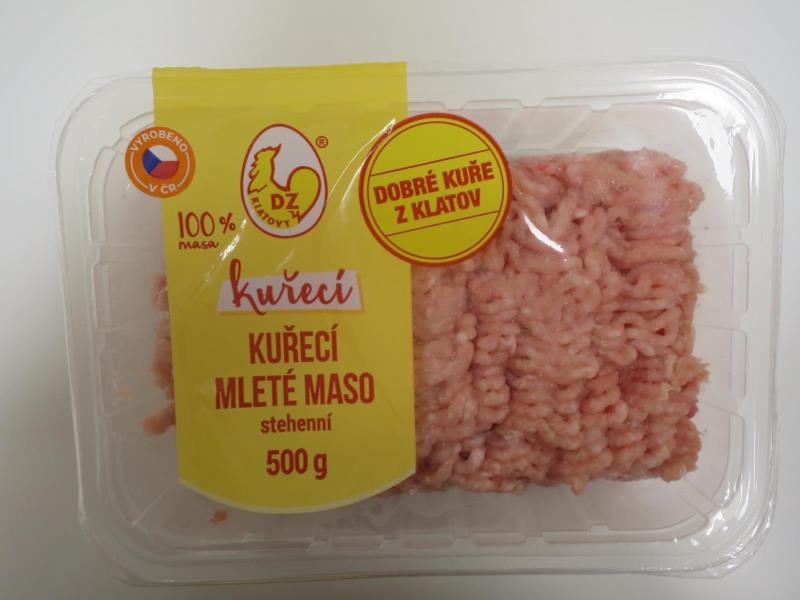 VYROBENO
V ČR
®
DZ
KLATOVY
100 %
masa
DOBRÉ KUŘE
Z KLATOV
kuřecí
KUŘECÍ
MLETÉ MASO
stehenní
500 g